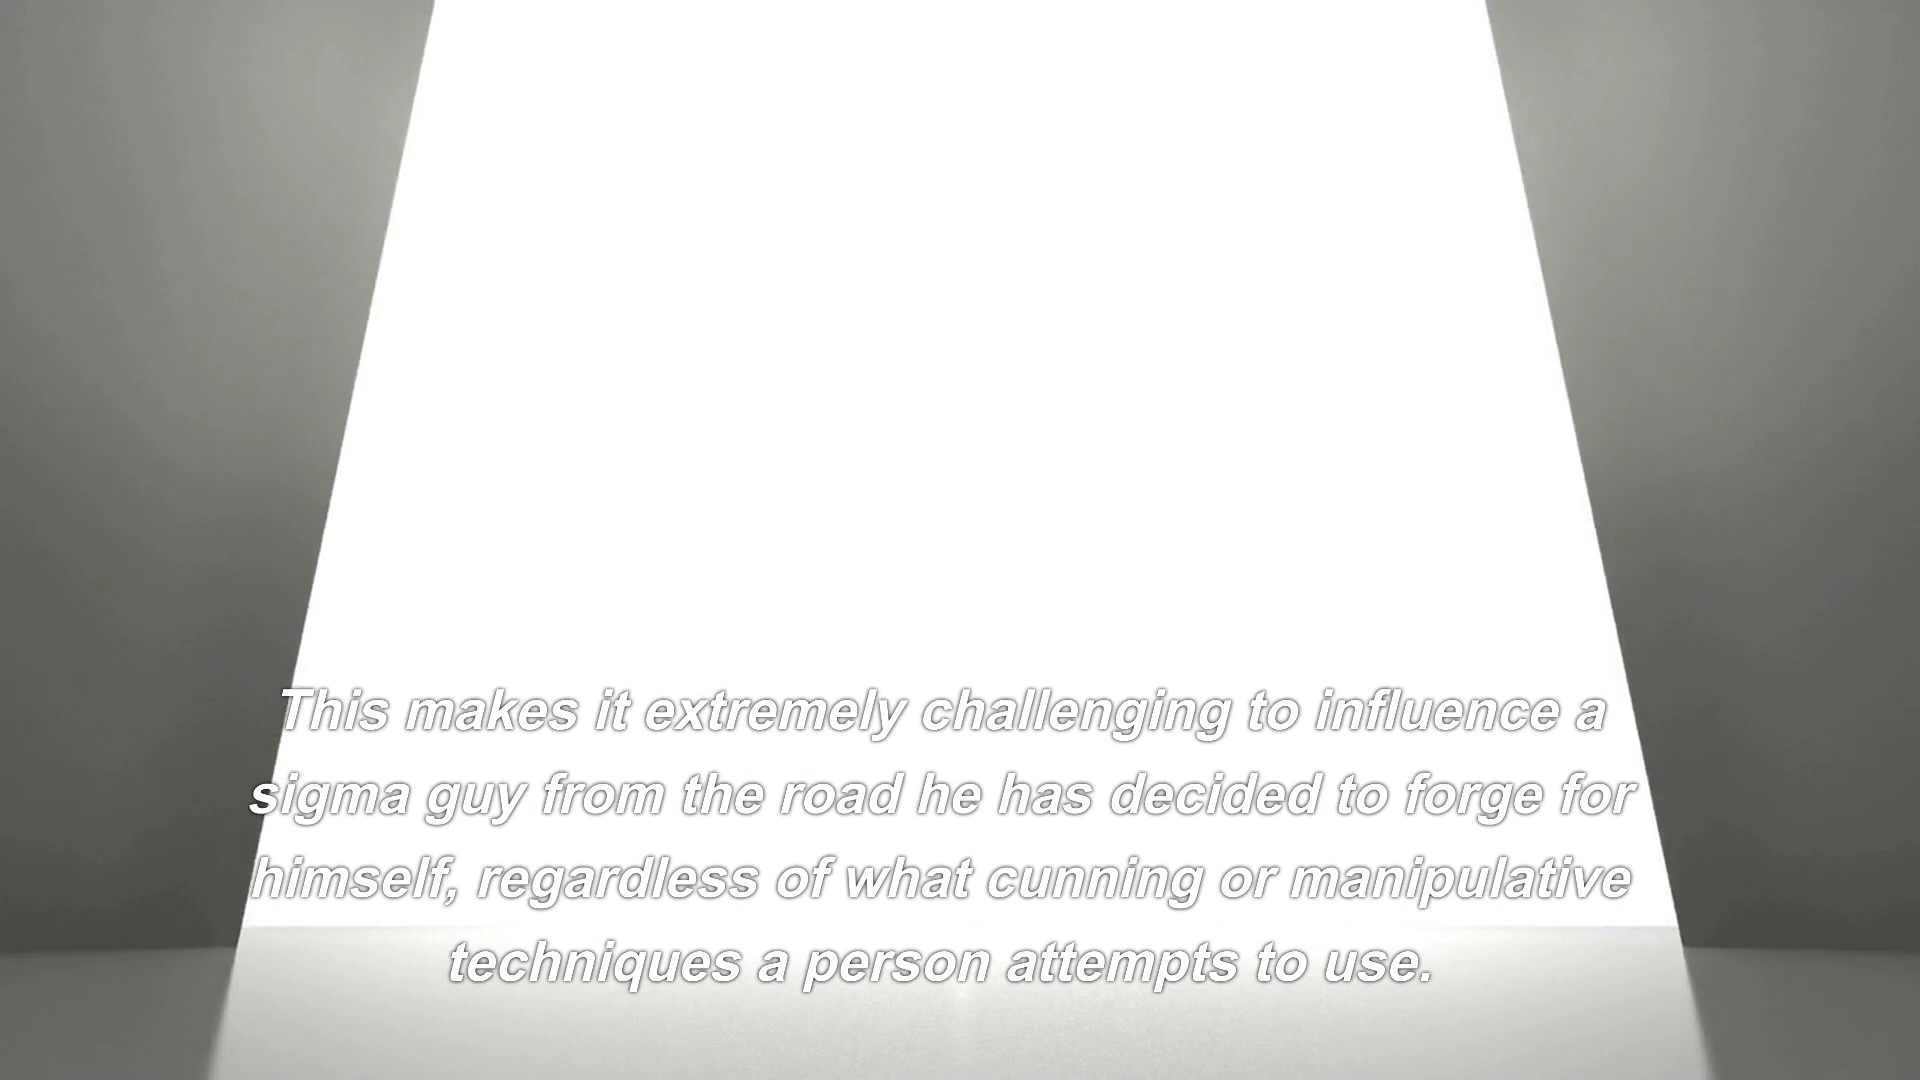 This makes it extremely challenging to influence a
sigma guy from the road he has decided to forge for
himself, regardless of what cunning or manipulative
techniques a person attempts to use.